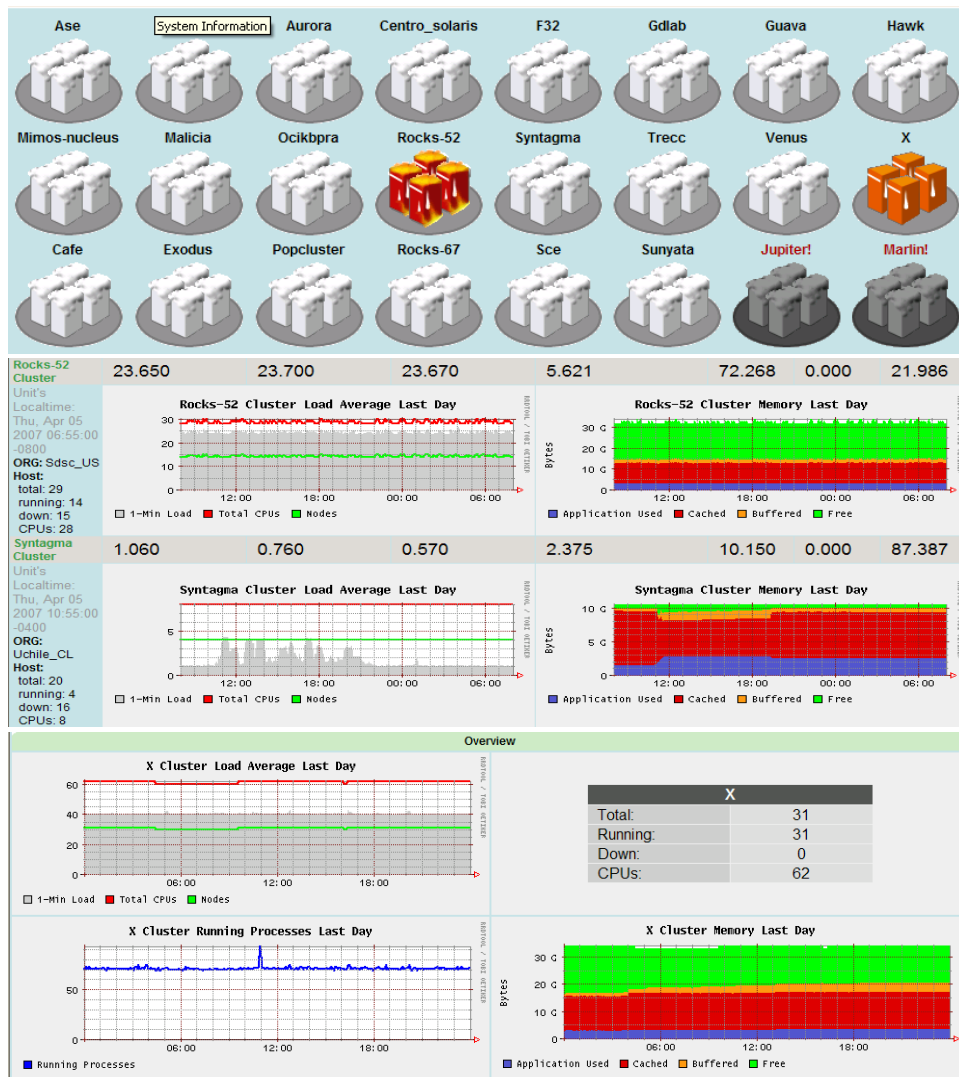 Ase System Information Aurora Centro_solaris F32 Gdlab Guava Hawk
Mimos-nucleus Malicia Ocikbpra Rocks-52 Syntagma Trecc Venus X
Cafe Exodus Popcluster Rocks-67 Sce Sunyata Jupiter! Marlin!
Rocks-52
Cluster
23.650 23.700 23.670 5.621 72.268 0.000 21.986
Unit's
Localtime:
Thu, Apr 05
2007 06:55:00
-0800
ORG: Sdsc_US
Host:
total: 29
running: 14
down: 15
CPUs: 28
Rocks-52 Cluster Load Average Last Day
RRDTOOL / TOBI OETIKER
30
20
10
0
12:00 18:00 00:00 06:00
1-Min Load Total CPUs Nodes
Rocks-52 Cluster Memory Last Day
Bytes
30 G
20 G
10 G
0
12:00 18:00 00:00 06:00
Application Used Cached Buffered Free
Syntagma
Cluster
1.060 0.760 0.570 2.375 10.150 0.000 87.387
Unit's
Localtime:
Thu, Apr 05
2007 10:55:00
-0400
ORG:
Uchile_CL
Host:
total: 20
running: 4
down: 16
CPUs: 8
Syntagma Cluster Load Average Last Day
RRDTOOL / TOBI OETIKER
5
0
12:00 18:00 00:00 06:00
1-Min Load Total CPUs Nodes
Syntagma Cluster Memory Last Day
Bytes
10 G
5 G
0
12:00 18:00 00:00 06:00
Application Used Cached Buffered Free
Overview
X Cluster Load Average Last Day
RRDTOOL / TOBI OETIKER
60
40
20
0
06:00 12:00 18:00
1-Min Load Total CPUs Nodes
X
Total: 31
Running: 31
Down: 0
CPUs: 62
X Cluster Running Processes Last Day
RRDTOOL / TOBI OETIKER
50
0
06:00 12:00 18:00
Running Processes
X Cluster Memory Last Day
Bytes
30 G
20 G
10 G
0
06:00 12:00 18:00
Application Used Cached Buffered Free